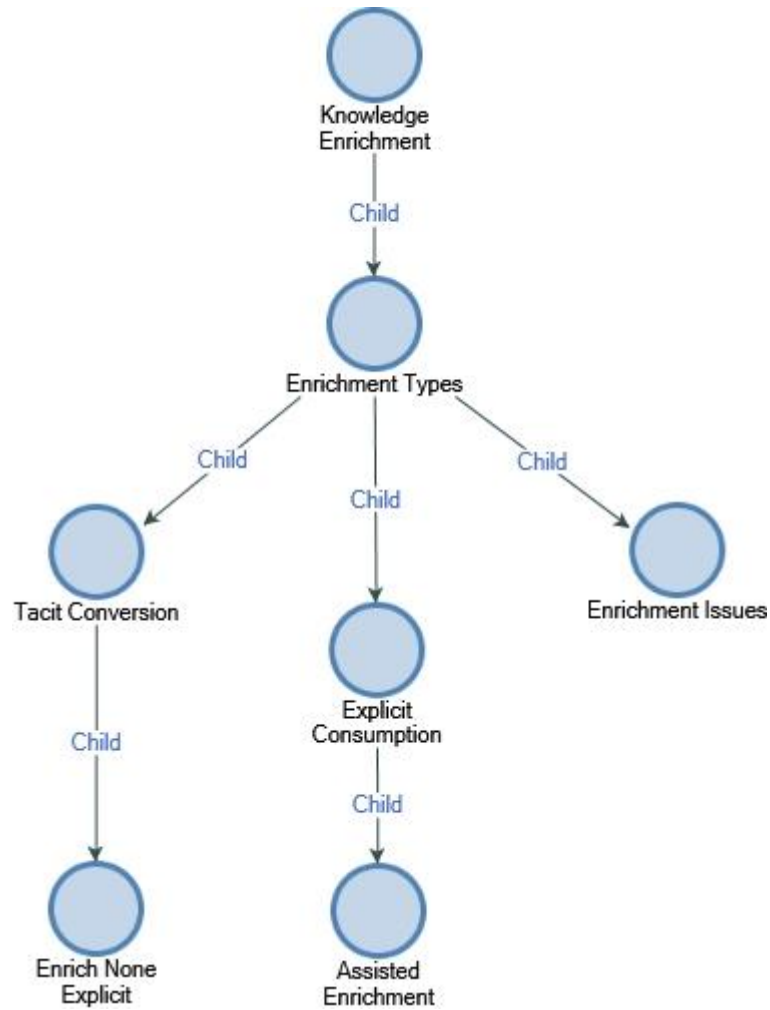 Knowledge
Enrichment
Child
Enrichment Types
Child
Child
Child
Tacit Conversion
Enrichment Issues
Explicit
Consumption
Child
Child
Enrich None
Explicit
Assisted
Enrichment